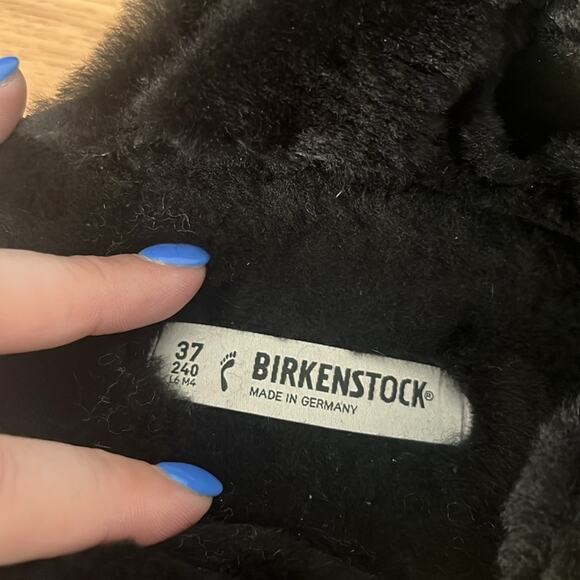 37
240
L6 M4
BIRKENSTOCK®
MADE IN GERMANY